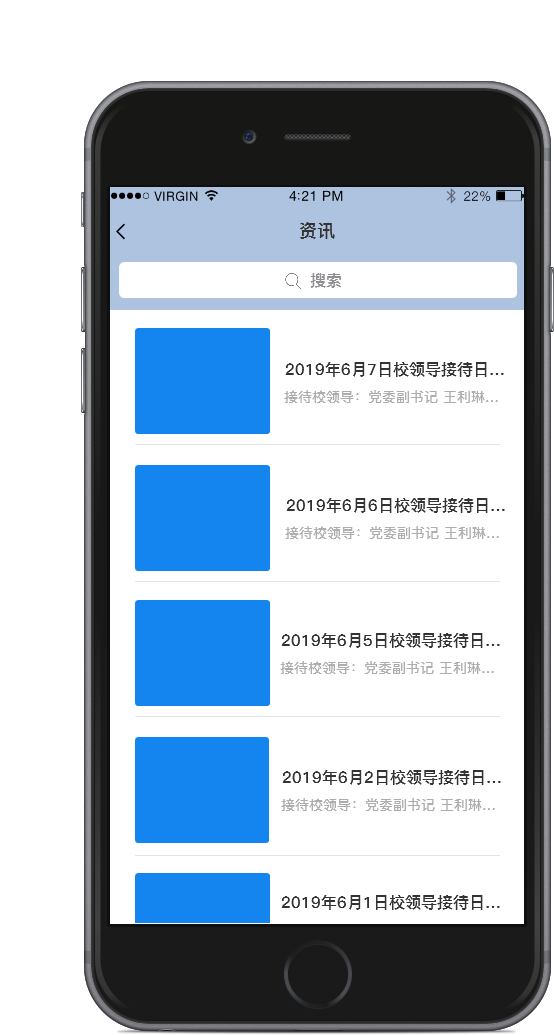 VIRGIN 4:21 PM 22%
资讯
搜索
2019年6月7日校领导接待日...
接待校领导：党委副书记 王利琳...
2019年6月6日校领导接待日...
接待校领导：党委副书记 王利琳...
2019年6月5日校领导接待日...
接待校领导：党委副书记 王利琳...
2019年6月2日校领导接待日...
接待校领导：党委副书记 王利琳...
2019年6月1日校领导接待日...